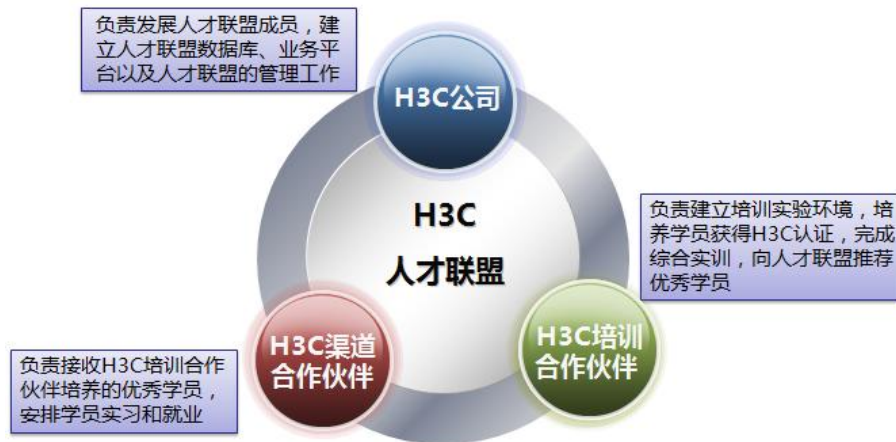 负责发展人才联盟成员，建
立人才联盟数据库、业务平
台以及人才联盟的管理工作
H3C公司
H3C
人才联盟
负责建立培训实验环境，培
养学员获得H3C认证，完成
综合实训，向人才联盟推荐
优秀学员
H3C渠道
合作伙伴
H3C培训
合作伙伴
负责接收H3C培训合作
伙伴培养的优秀学员，
安排学员实习和就业